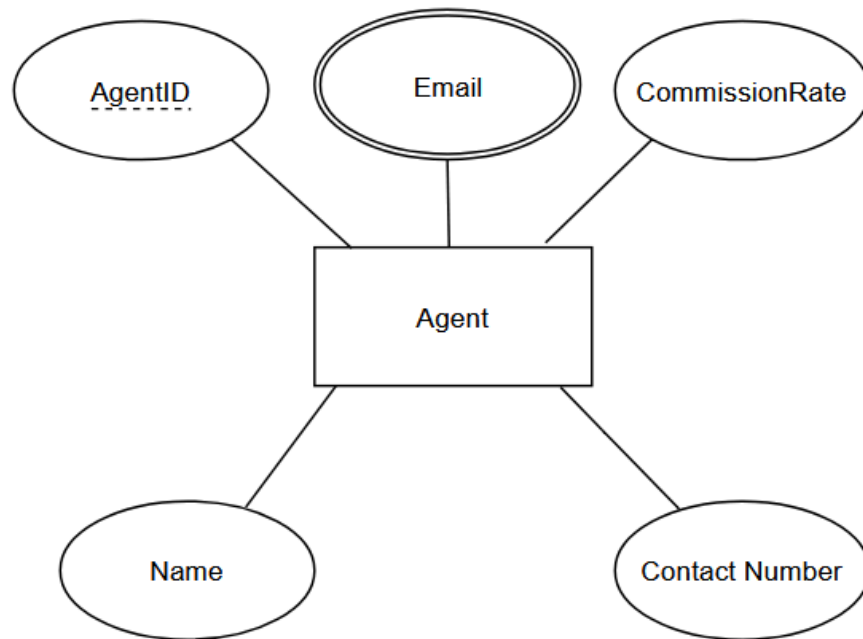 AgentID
Email
CommissionRate
Agent
Name
Contact Number